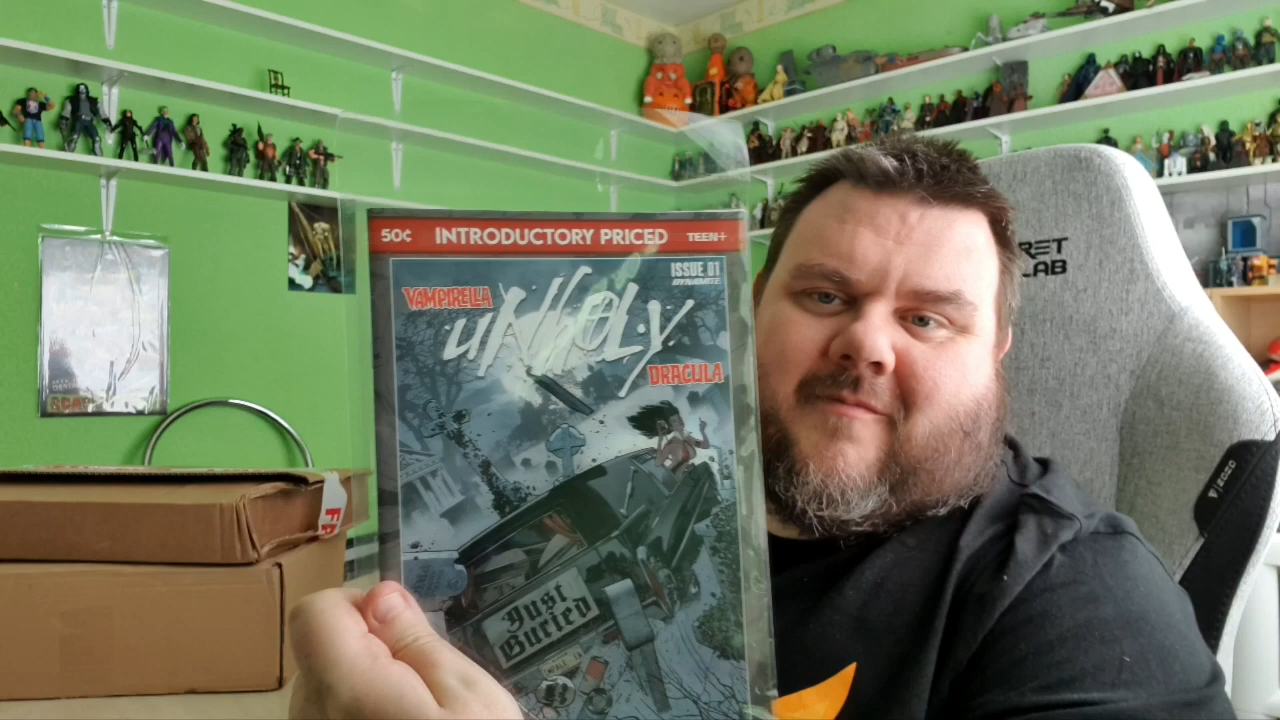 50¢ INTRODUCTORY PRICED TEEN+
ISSUE 01
DYNAMITE
VAMPIRELLA
UNHOLY
DRACULA
Just
Buried
RET
LAB